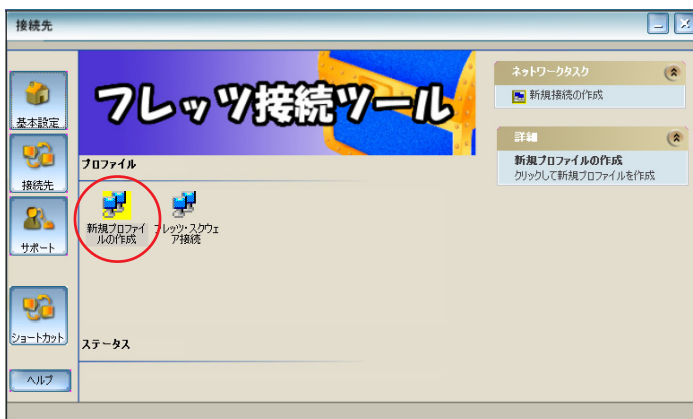 接続先
基本設定
接続先
サポート
ショートカット
ヘルプ
フレッツ接続ツール
プロファイル
新規プロファイ
ルの作成
フレッツ・スクウェ
ア接続
ステータス
ネットワークタスク
新規接続の作成
詳細
新規プロファイルの作成
クリックして新規プロファイルを作成